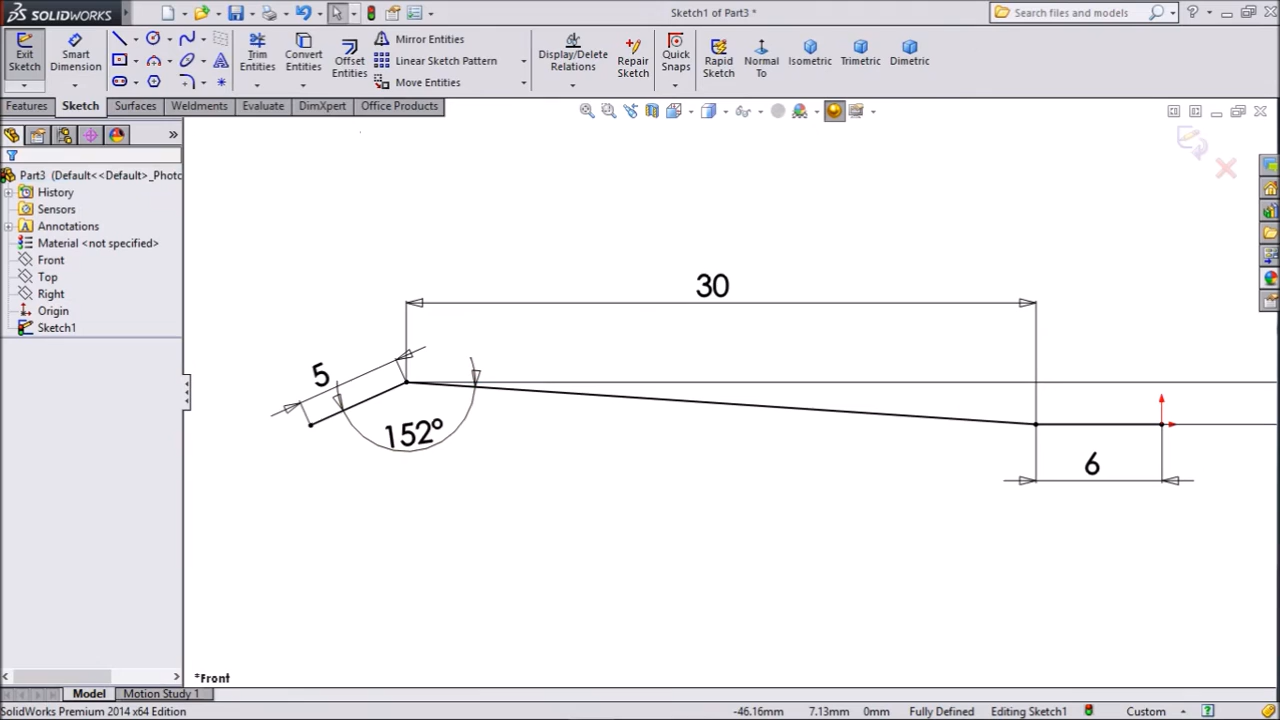 SOLIDWORKS
Sketch1 of Part3 *
Search files and models
Exit Sketch
Smart Dimension
Trim Entities
Convert Entities
Offset Entities
Mirror Entities
Linear Sketch Pattern
Move Entities
Display/Delete Relations
Repair Sketch
Quick Snaps
Rapid Sketch
Normal To
Isometric
Trimetric
Dimetric
Features
Sketch
Surfaces
Weldments
Evaluate
DimXpert
Office Products
Part3 (Default<<Default>_Photo
History
Sensors
Annotations
Material <not specified>
Front
Top
Right
Origin
Sketch1
30
5
152°
6
*Front
Model
Motion Study 1
SolidWorks Premium 2014 x64 Edition
-46.16mm
7.13mm
0mm
Fully Defined
Editing Sketch1
Custom